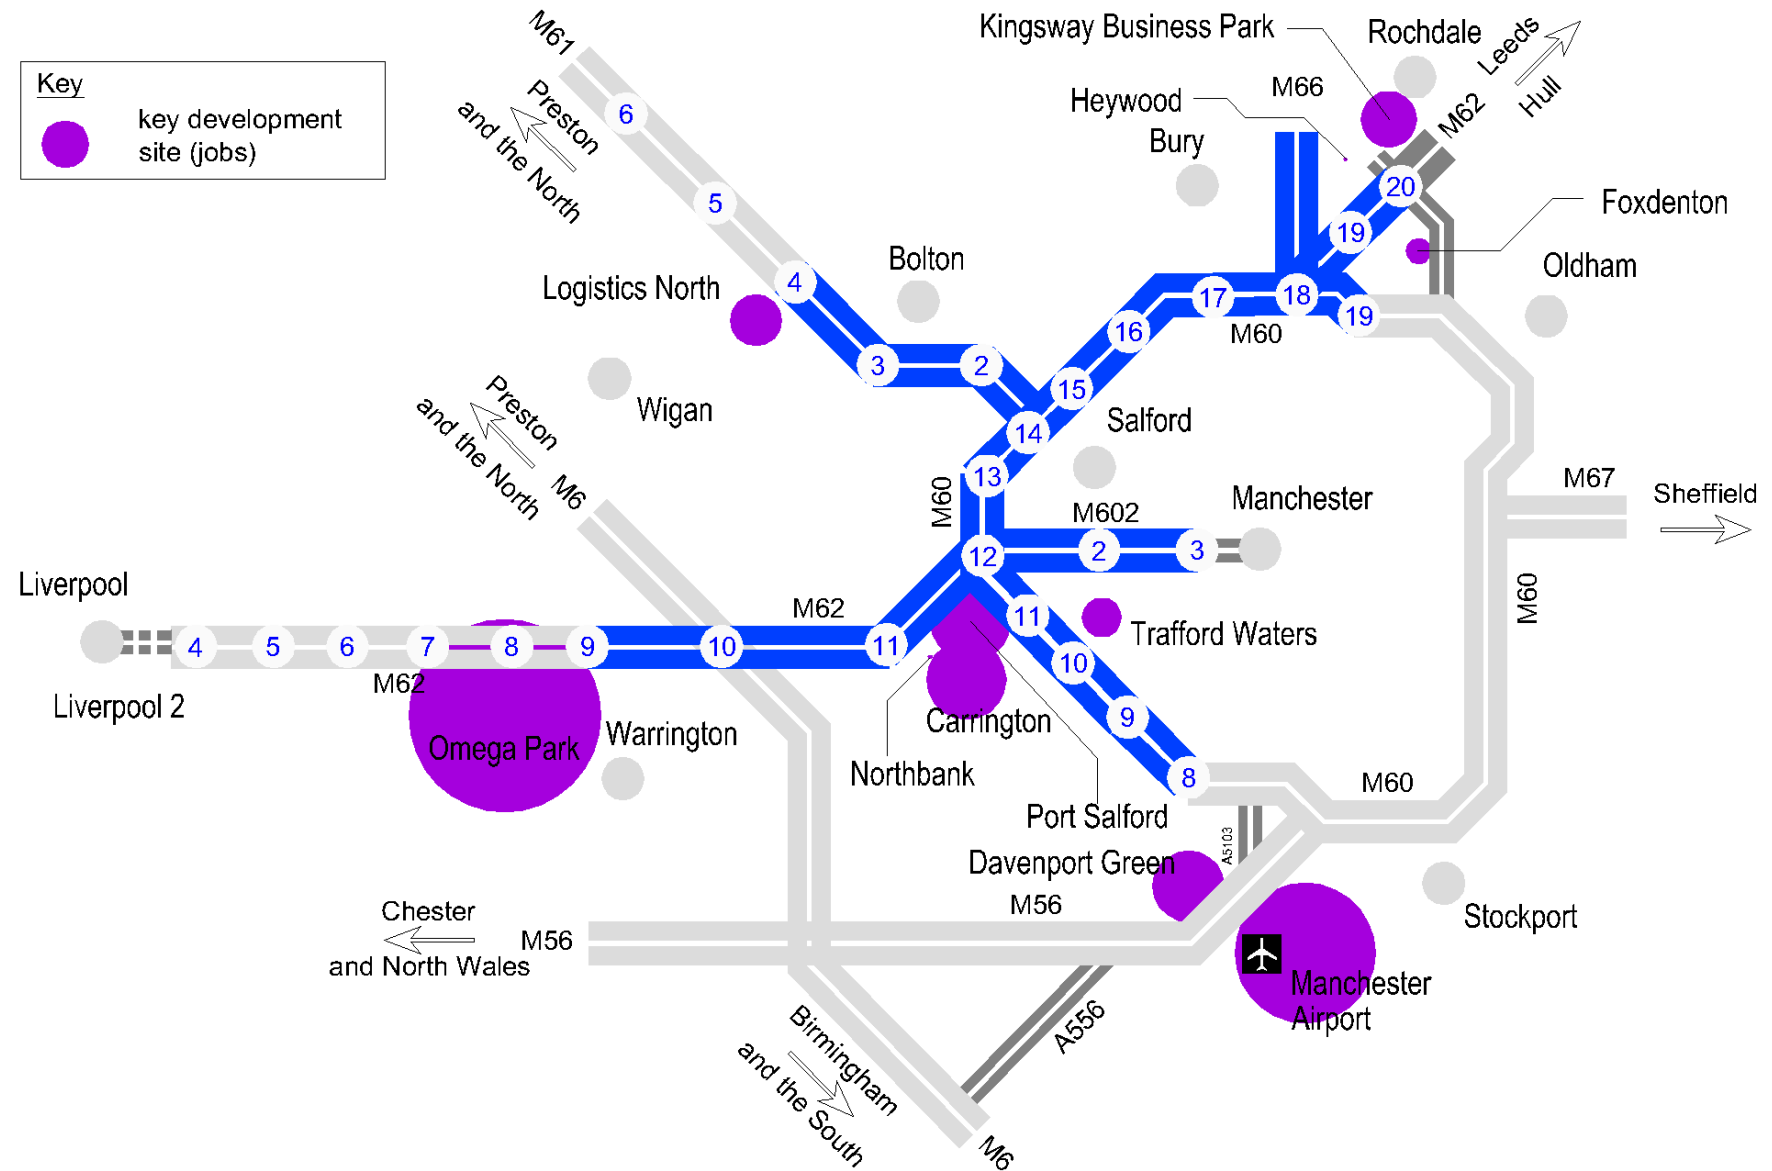 Key
key development
site (jobs)
M61
Preston
and the North
6
5
4
Logistics North
Bolton
3
2
Wigan
Preston
and the North
M6
Kingsway Business Park
Rochdale
Leeds
Hull
M62
Heywood
M66
Bury
20
19
Foxdenton
Oldham
17
18
19
16
M60
15
14
Salford
13
M60
M602
Manchester
12
2
3
M67
Sheffield
M60
Liverpool
Liverpool 2
4
5
6
7
8
9
10
11
M62
M62
Omega Park
Warrington
11
10
9
8
Trafford Waters
Carrington
Northbank
Port Salford
Davenport Green
A5103
M60
Stockport
Chester
and North Wales
M56
M56
Manchester
Airport
A556
Birmingham
and the South
M6